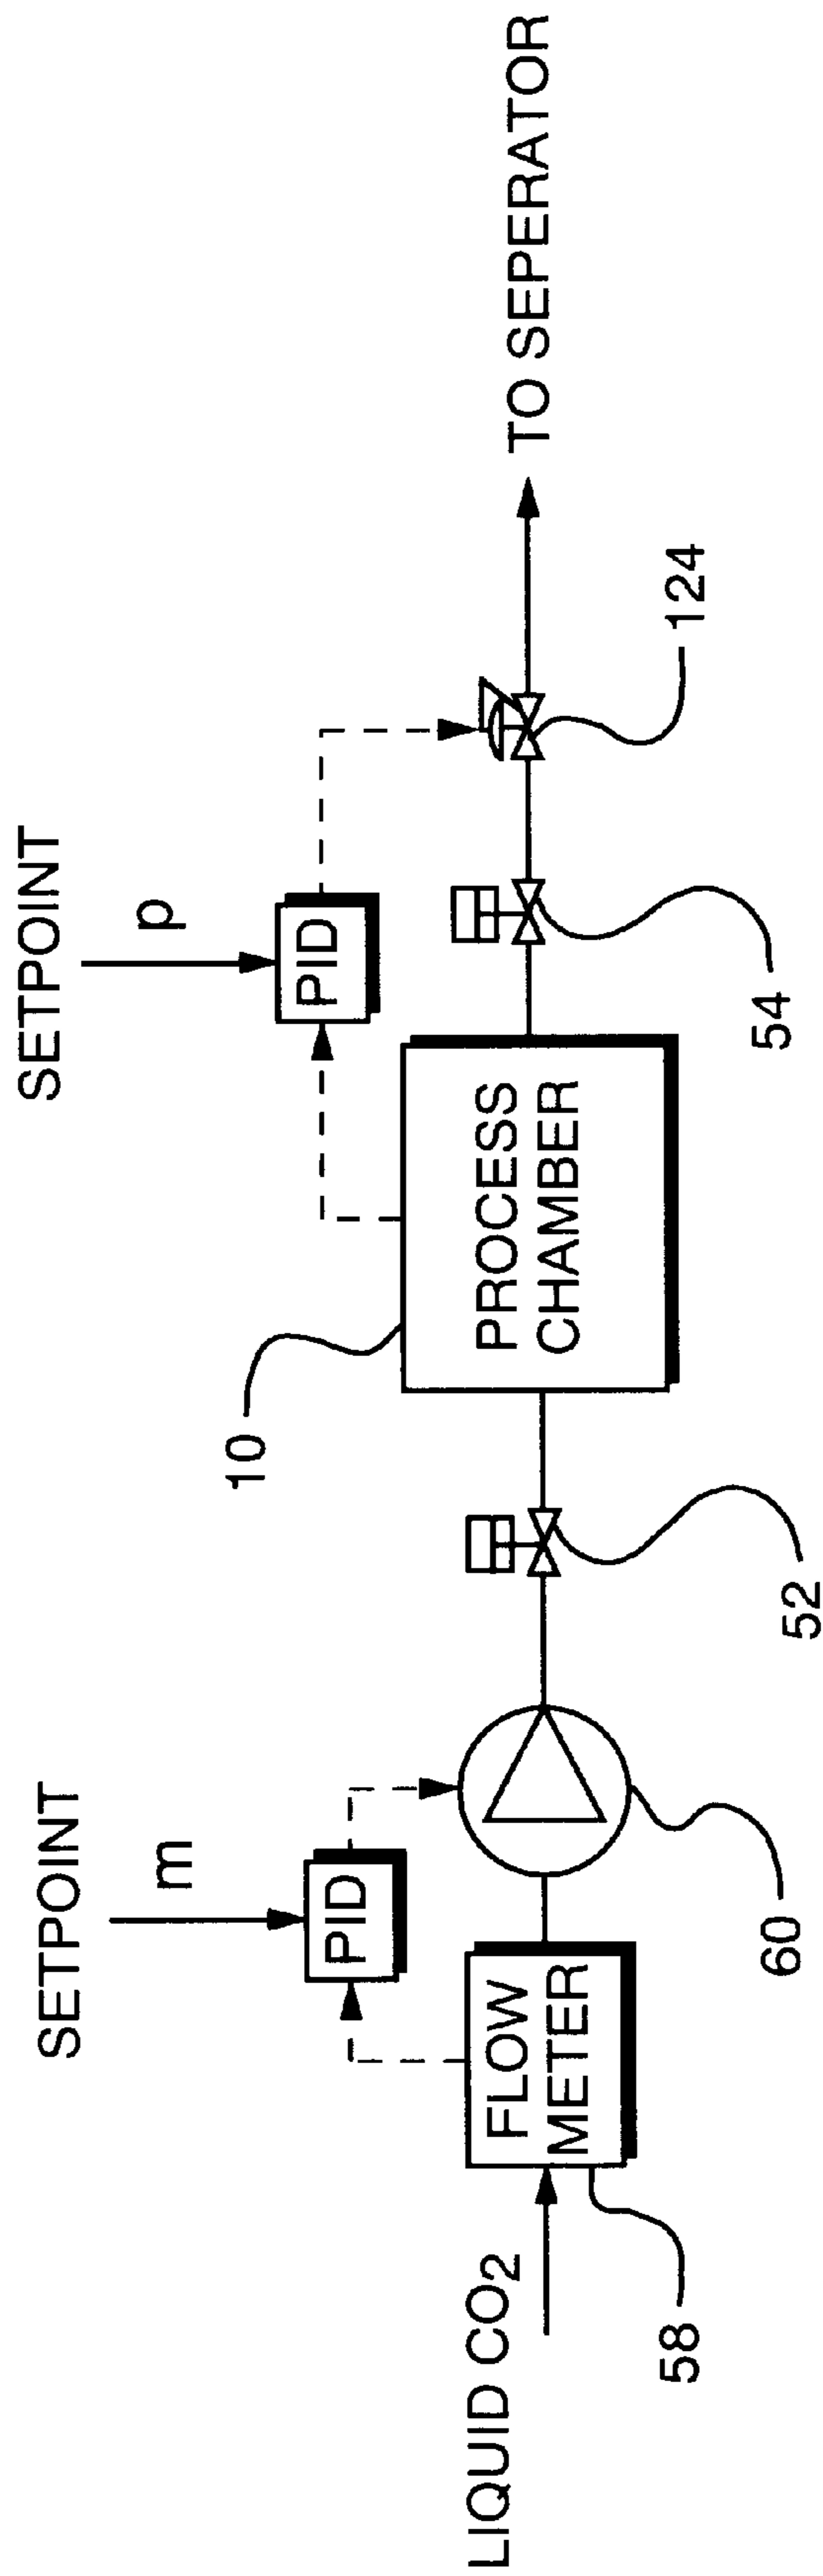 SETPOINT
m
SETPOINT
p
PID
PID
10
LIQUID CO2
FLOW
METER
PROCESS
CHAMBER
TO SEPERATOR
58
60
52
54
124